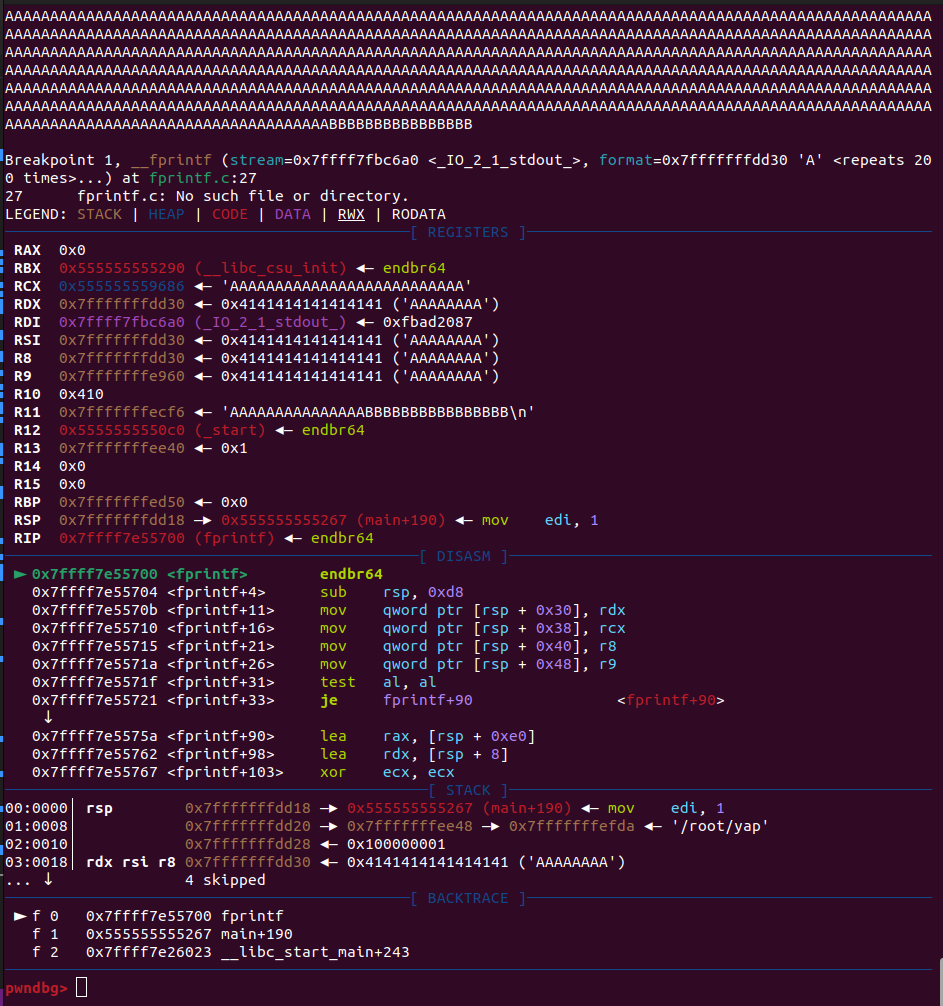 AAAAAAAAAAAAAAAAAAAAAAAAAAAAAAAAAAAAAAAAAAAAAAAAAAAAAAAAAAAAAAAAAAAAAAAAAAAAAAAAAAAAAAAAAAAAAAAAAAAAAAA
AAAAAAAAAAAAAAAAAAAAAAAAAAAAAAAAAAAAAAAAAAAAAAAAAAAAAAAAAAAAAAAAAAAAAAAAAAAAAAAAAAAAAAAAAAAAAAAAAAAAAAA
AAAAAAAAAAAAAAAAAAAAAAAAAAAAAAAAAAAAAAAAAAAAAAAAAAAAAAAAAAAAAAAAAAAAAAAAAAAAAAAAAAAAAAAAAAAAAAAAAAAAAAA
AAAAAAAAAAAAAAAAAAAAAAAAAAAAAAAAAAAAAAAAAAAAAAAAAAAAAAAAAAAAAAAAAAAAAAAAAAAAAAAAAAAAAAAAAAAAAAAAAAAAAAA
AAAAAAAAAAAAAAAAAAAAAAAAAAAAAAAAAAAAAAAAAAAAAAAAAAAAAAAAAAAAAAAAAAAAAAAAAAAAAAAAAAAAAAAAAAAAAAAAAAAAAAA
AAAAAAAAAAAAAAAAAAAAAAAAAAAAAAAAAAAAAAAAAAAAAAAAAAAAAAAAAAAAAAAAAAAAAAAAAAAAAAAAAAAAAAAAAAAAAAAAAAAAAAA
AAAAAAAAAAAAAAAAAAAAAAAAAAAAAAAAAAAABBBBBBBBBBBBBBBB
Breakpoint 1, __fprintf (stream=0x7ffff7fbc6a0 <_IO_2_1_stdout_>, format=0x7fffffffdd30 'A' <repeats 20
0 times>...) at fprintf.c:27
27      fprintf.c: No such file or directory.
LEGEND: STACK | HEAP | CODE | DATA | RWX | RODATA
[ REGISTERS ]
RAX  0x0
RBX  0x555555555290 (__libc_csu_init) ◂— endbr64
RCX  0x555555559686 ◂— 'AAAAAAAAAAAAAAAAAAAAAAAAAA'
RDX  0x7fffffffdd30 ◂— 0x4141414141414141 ('AAAAAAAA')
RDI  0x7ffff7fbc6a0 (_IO_2_1_stdout_) ◂— 0xfbad2087
RSI  0x7fffffffdd30 ◂— 0x4141414141414141 ('AAAAAAAA')
R8   0x7fffffffdd30 ◂— 0x4141414141414141 ('AAAAAAAA')
R9   0x7fffffffe960 ◂— 0x4141414141414141 ('AAAAAAAA')
R10  0x410
R11  0x7fffffffecf6 ◂— 'AAAAAAAAAAAAAAABBBBBBBBBBBBBBBB\n'
R12  0x5555555550c0 (_start) ◂— endbr64
R13  0x7fffffffee40 ◂— 0x1
R14  0x0
R15  0x0
RBP  0x7fffffffed50 ◂— 0x0
RSP  0x7fffffffdd18 —▸ 0x555555555267 (main+190) ◂— mov    edi, 1
RIP  0x7ffff7e55700 (fprintf) ◂— endbr64
[ DISASM ]
► 0x7ffff7e55700 <fprintf>        endbr64
0x7ffff7e55704 <fprintf+4>      sub    rsp, 0xd8
0x7ffff7e5570b <fprintf+11>     mov    qword ptr [rsp + 0x30], rdx
0x7ffff7e55710 <fprintf+16>     mov    qword ptr [rsp + 0x38], rcx
0x7ffff7e55715 <fprintf+21>     mov    qword ptr [rsp + 0x40], r8
0x7ffff7e5571a <fprintf+26>     mov    qword ptr [rsp + 0x48], r9
0x7ffff7e5571f <fprintf+31>     test   al, al
0x7ffff7e55721 <fprintf+33>     je     fprintf+90                <fprintf+90>
↓
0x7ffff7e5575a <fprintf+90>     lea    rax, [rsp + 0xe0]
0x7ffff7e55762 <fprintf+98>     lea    rdx, [rsp + 8]
0x7ffff7e55767 <fprintf+103>    xor    ecx, ecx
[ STACK ]
00:0000│ rsp        0x7fffffffdd18 —▸ 0x555555555267 (main+190) ◂— mov    edi, 1
01:0008│            0x7fffffffdd20 —▸ 0x7fffffffee48 —▸ 0x7fffffffefda ◂— '/root/yap'
02:0010│            0x7fffffffdd28 ◂— 0x100000001
03:0018│ rdx rsi r8 0x7fffffffdd30 ◂— 0x4141414141414141 ('AAAAAAAA')
... ↓               4 skipped
[ BACKTRACE ]
► f 0   0x7ffff7e55700 fprintf
f 1   0x555555555267 main+190
f 2   0x7ffff7e26023 __libc_start_main+243
pwndbg>